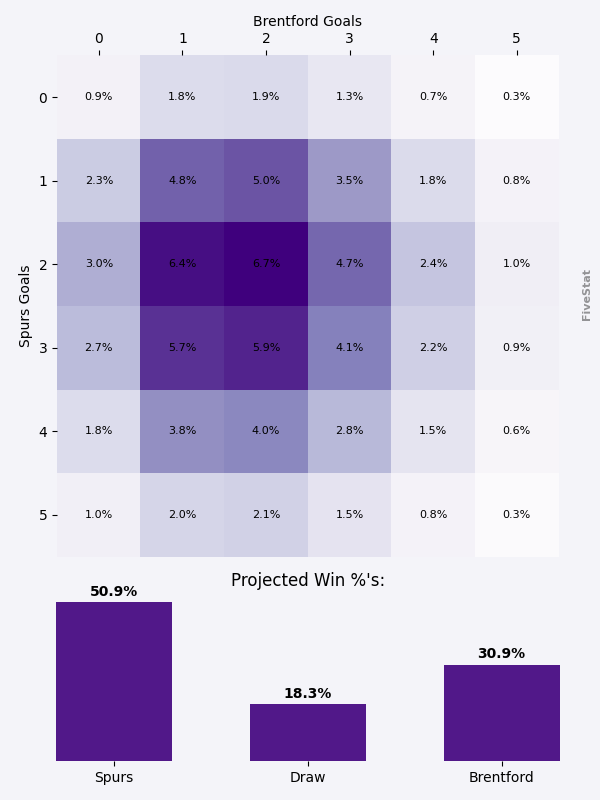 Brentford Goals
0 1 2 3 4 5
0 0.9% 1.8% 1.9% 1.3% 0.7% 0.3%
1 2.3% 4.8% 5.0% 3.5% 1.8% 0.8%
2 3.0% 6.4% 6.7% 4.7% 2.4% 1.0%
Spurs Goals
FiveStat
3 2.7% 5.7% 5.9% 4.1% 2.2% 0.9%
4 1.8% 3.8% 4.0% 2.8% 1.5% 0.6%
5 1.0% 2.0% 2.1% 1.5% 0.8% 0.3%
Projected Win %'s:
50.9%
18.3%
30.9%
Spurs Draw Brentford